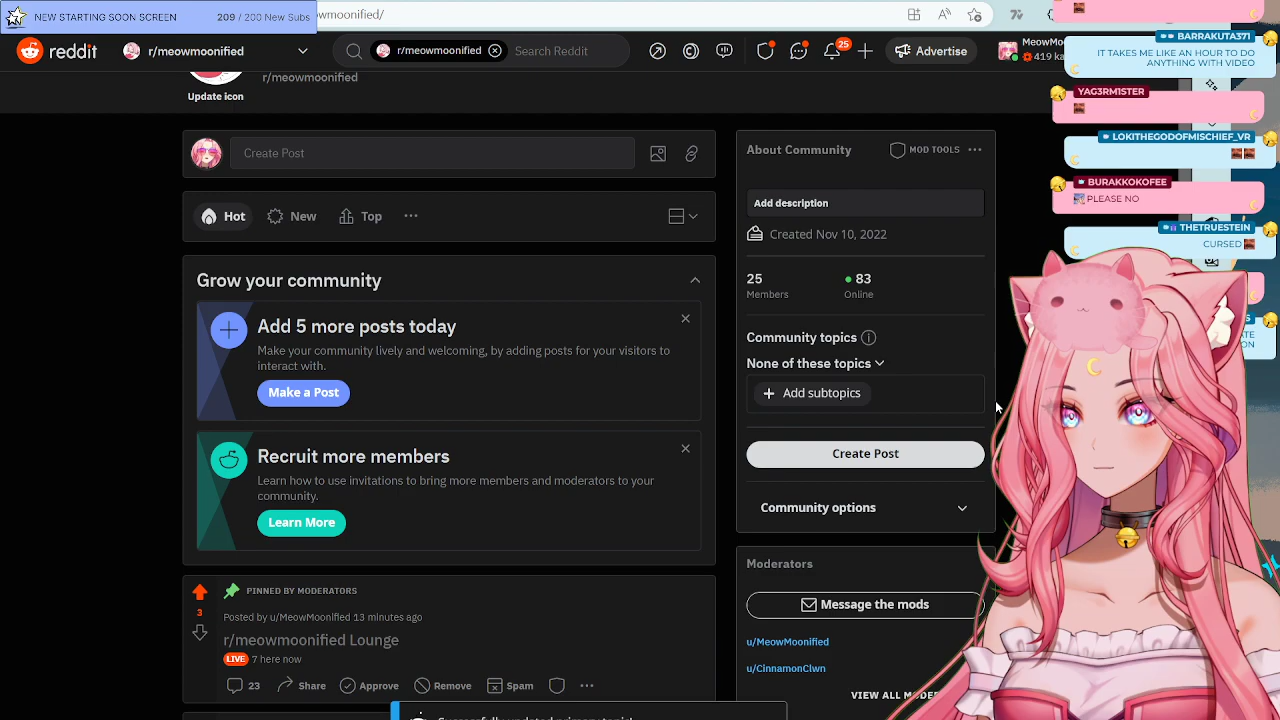 NEW STARTING SOON SCREEN 209 / 200 New Subs
wmoonified/
reddit r/meowmoonified r/meowmoonified Search Reddit 25 Advertise MeowMo
419 ka
r/meowmoonified
Update icon
Create Post
Hot New Top
Grow your community
Add 5 more posts today
Make your community lively and welcoming, by adding posts for your visitors to
interact with.
Make a Post
Recruit more members
Learn how to use invitations to bring more members and moderators to your
community.
Learn More
PINNED BY MODERATORS
3
Posted by u/MeowMoonified 13 minutes ago
r/meowmoonified Lounge
LIVE 7 here now
23 Share Approve Remove Spam
About Community MOD TOOLS
Add description
Created Nov 10, 2022
25 83
Members Online
Community topics
None of these topics
Add subtopics
Create Post
Community options
Moderators
Message the mods
u/MeowMoonified
u/CinnamonClwn
VIEW ALL MODE
BARRAKUTA371
IT TAKES ME LIKE AN HOUR TO DO
ANYTHING WITH VIDEO
YAG3RM1STER
LOKITHEGODOFMISCHIEF_VR
BURAKKOKOFEE
PLEASE NO
THETRUESTEIN
CURSED
Successfully updated primary topic!